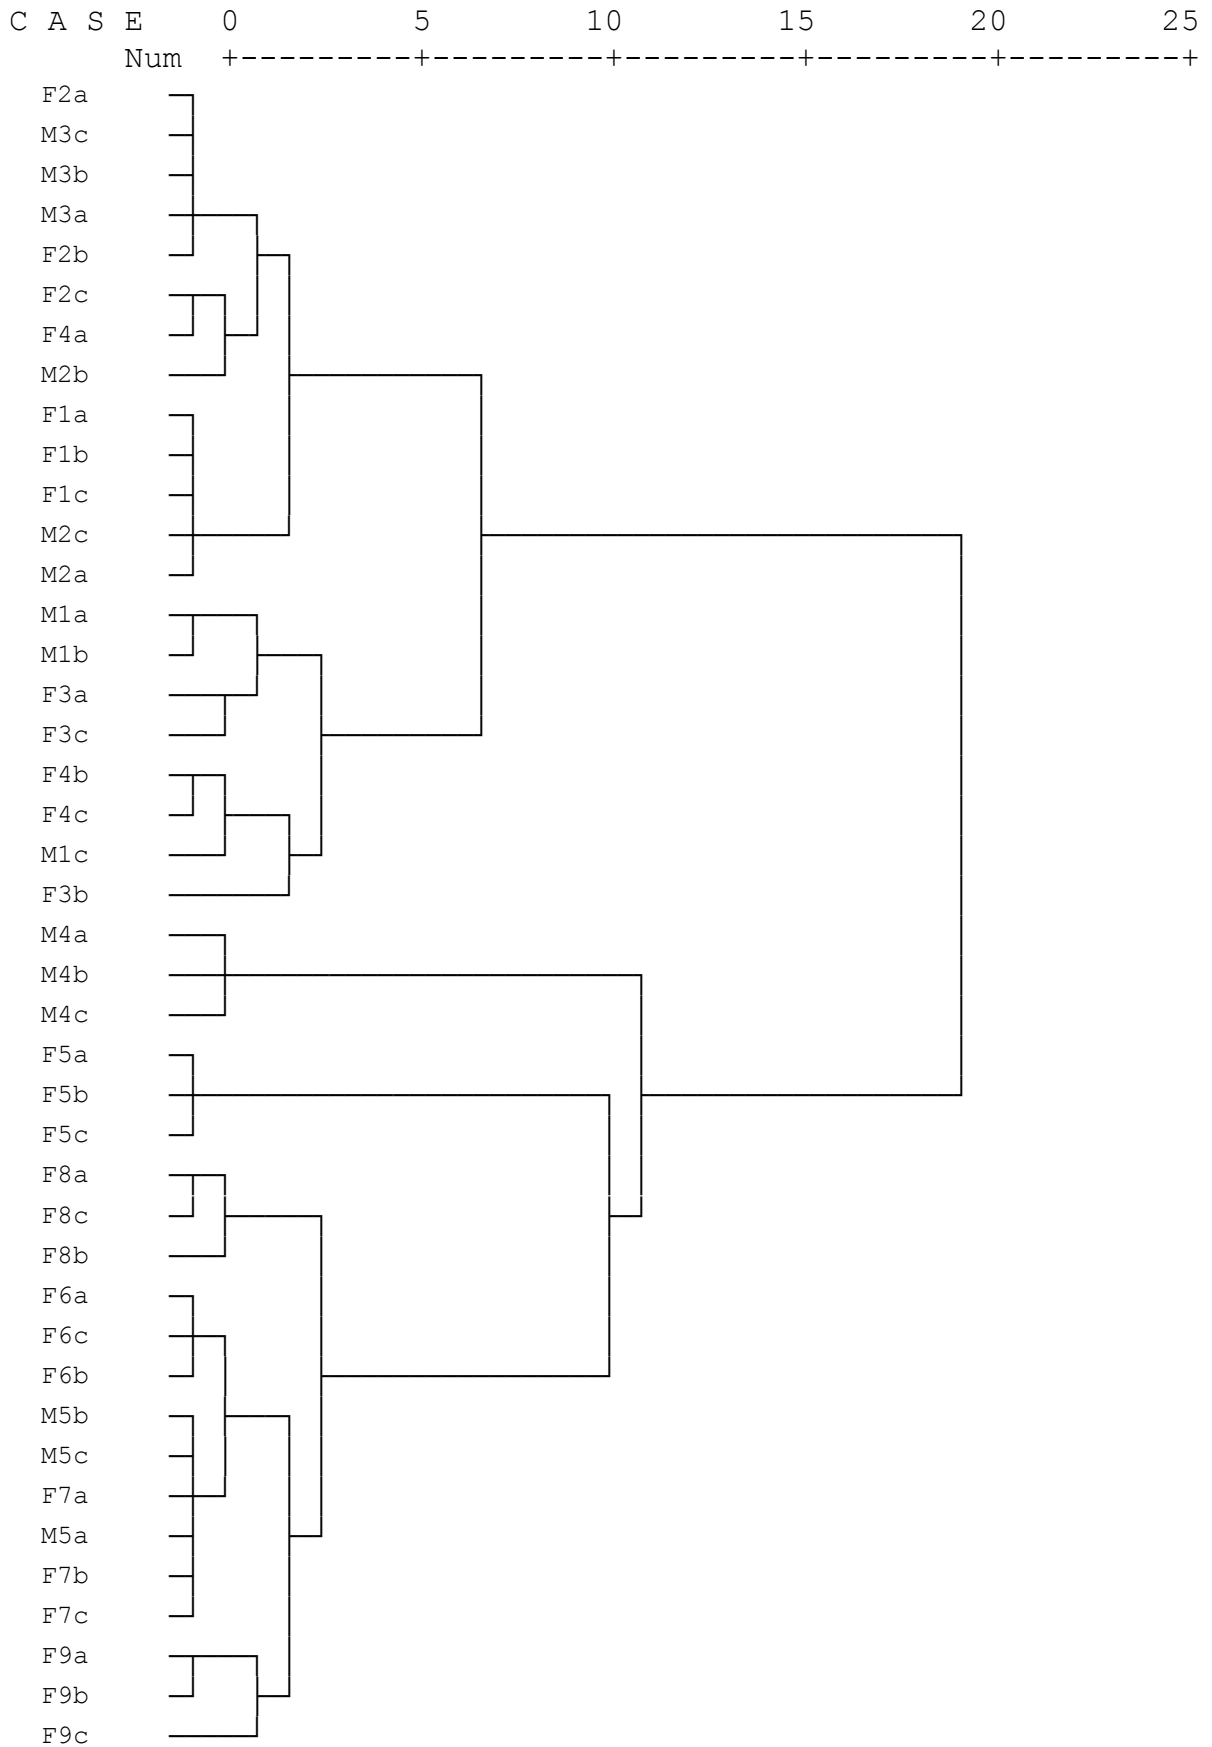 C A S E 0 5 10 15 20 25
Num +---------+---------+---------+---------+---------+
F2a
M3c
M3b
M3a
F2b
F2c
F4a
M2b
F1a
F1b
F1c
M2c
M2a
M1a
M1b
F3a
F3c
F4b
F4c
M1c
F3b
M4a
M4b
M4c
F5a
F5b
F5c
F8a
F8c
F8b
F6a
F6c
F6b
M5b
M5c
F7a
M5a
F7b
F7c
F9a
F9b
F9c